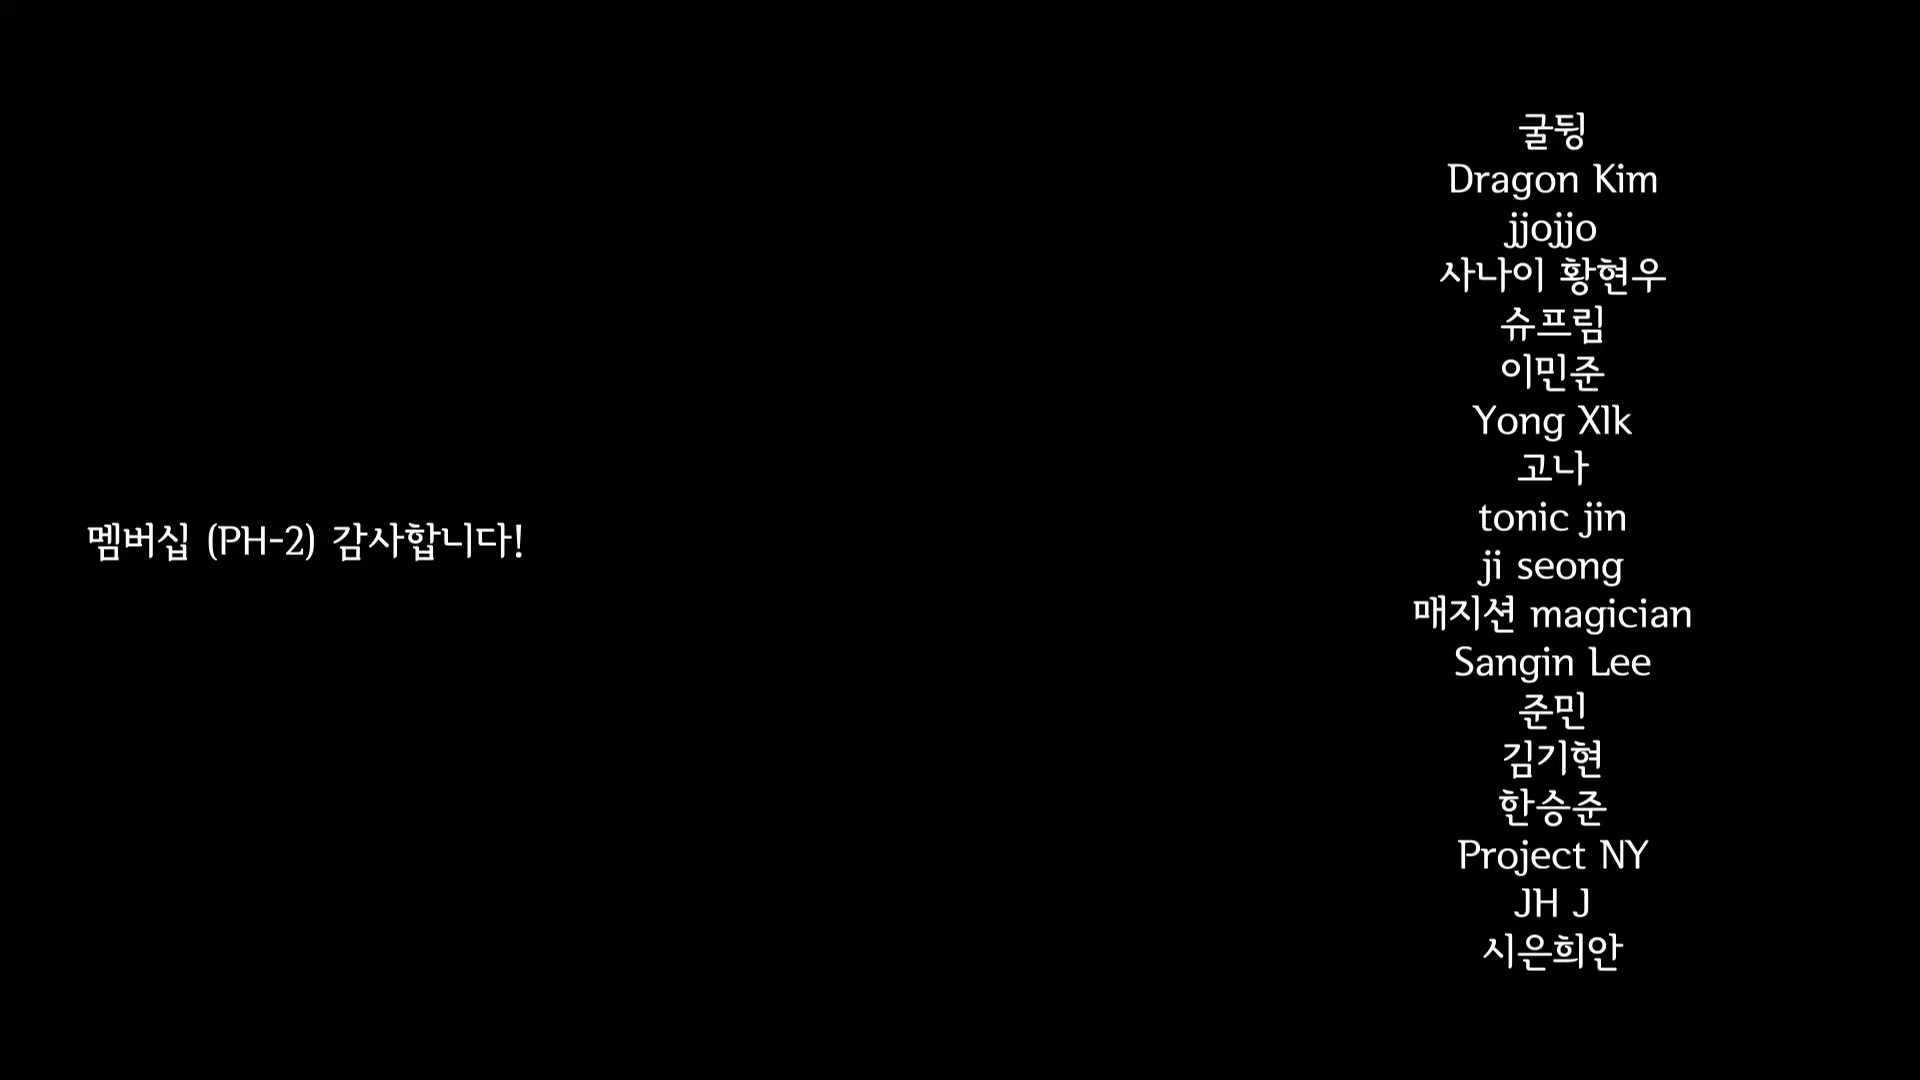 멤버십 (PH-2) 감사합니다!
굴뒹
Dragon Kim
jjojjo
사나이 황현우
슈프림
이민준
Yong XIk
고나
tonic jin
ji seong
매지션 magician
Sangin Lee
준민
김기현
한승준
Project NY
JH J
시은희안